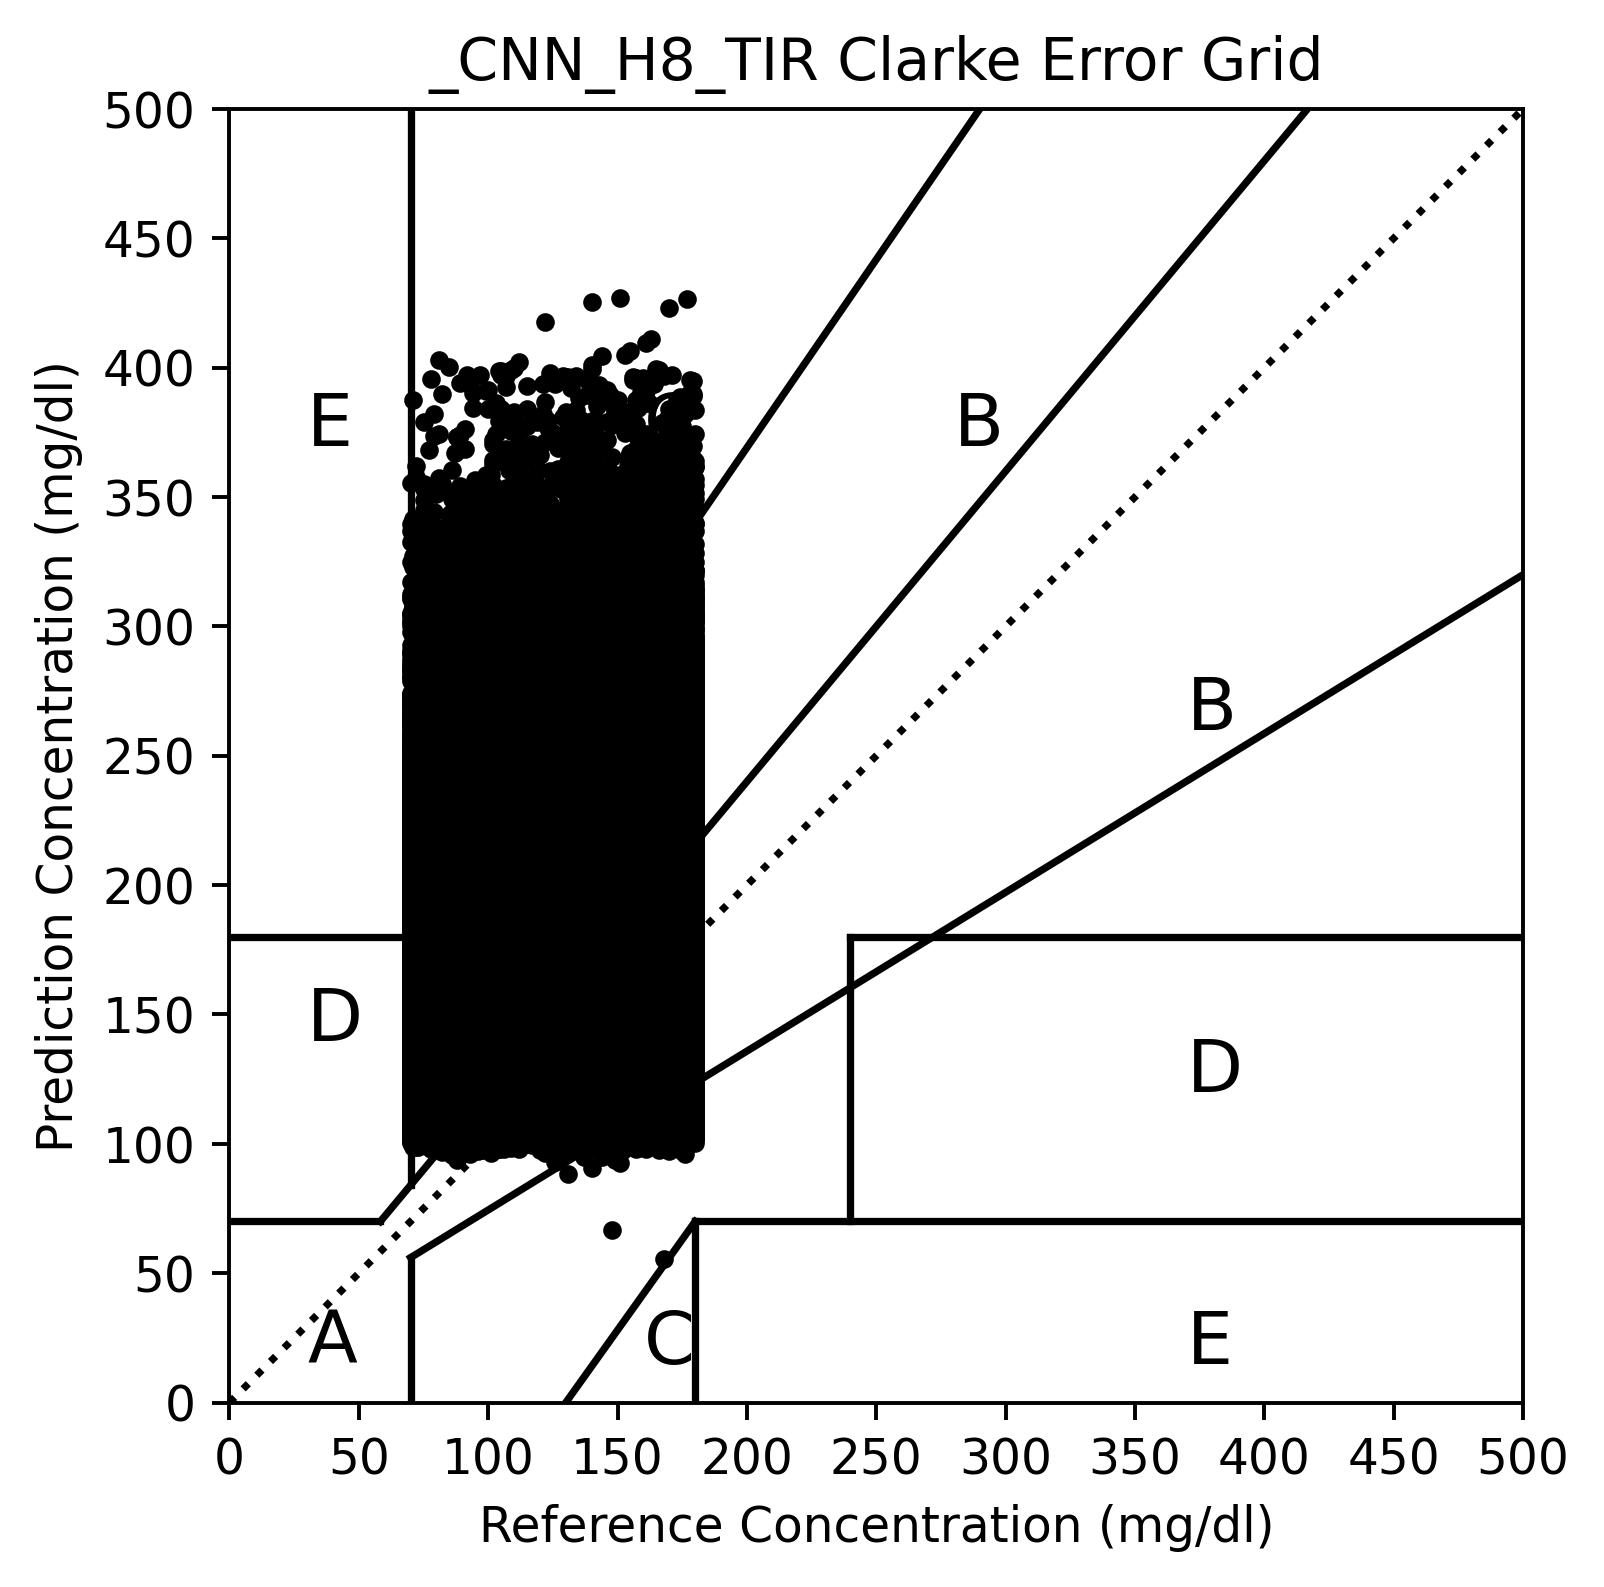 _CNN_H8_TIR Clarke Error Grid
Prediction Concentration (mg/dl)
500
450
400
350
300
250
200
150
100
50
0
E
B
B
D
D
A
C
E
0 50 100 150 200 250 300 350 400 450 500
Reference Concentration (mg/dl)